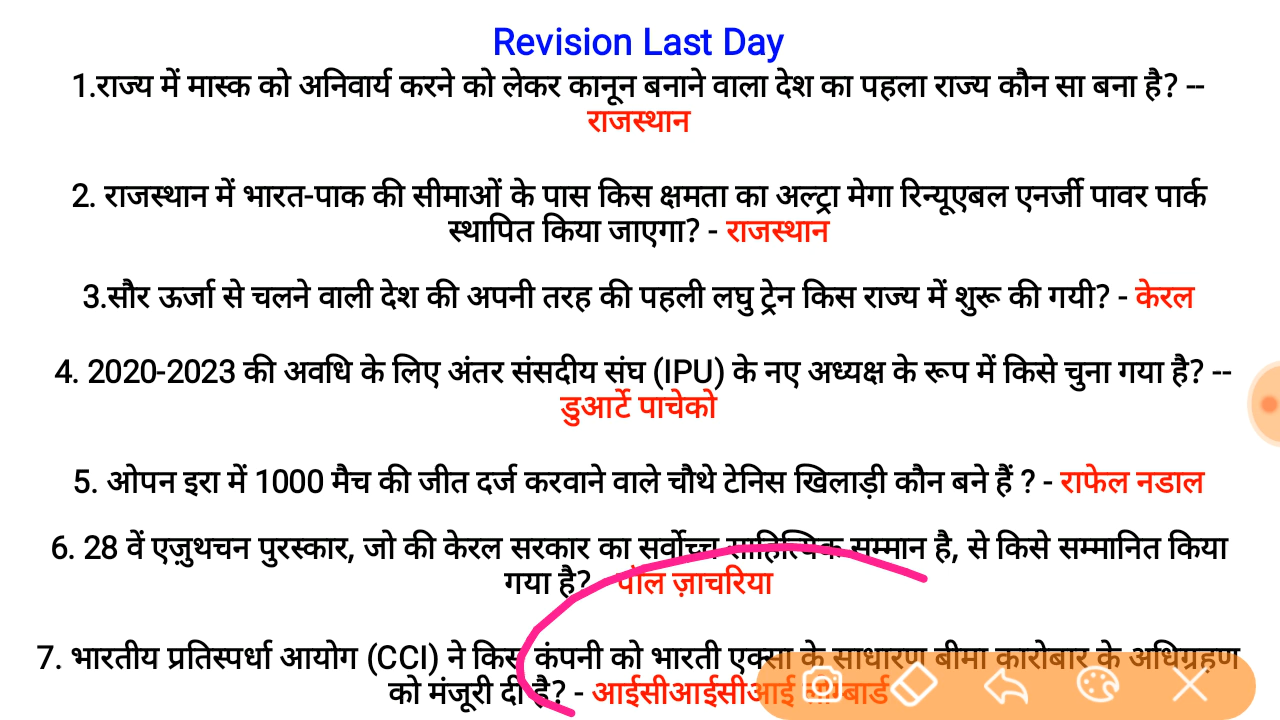 Revision Last Day
1.राज्य में मास्क को अनिवार्य करने को लेकर कानून बनाने वाला देश का पहला राज्य कौन सा बना है? --
राजस्थान
2. राजस्थान में भारत-पाक की सीमाओं के पास किस क्षमता का अल्ट्रा मेगा रिन्यूएबल एनर्जी पावर पार्क
स्थापित किया जाएगा? - राजस्थान
3.सौर ऊर्जा से चलने वाली देश की अपनी तरह की पहली लघु ट्रेन किस राज्य में शुरू की गयी? - केरल
4. 2020-2023 की अवधि के लिए अंतर संसदीय संघ (IPU) के नए अध्यक्ष के रूप में किसे चुना गया है? --
डुआर्टे पाचेको
5. ओपन इरा में 1000 मैच की जीत दर्ज करवाने वाले चौथे टेनिस खिलाड़ी कौन बने हैं ? - राफेल नडाल
6. 28 वें एज़ुथचन पुरस्कार, जो की केरल सरकार का सर्वोच्च साहित्यिक सम्मान है, से किसे सम्मानित किया
गया है? पॉल ज़ाचरिया
7. भारतीय प्रतिस्पर्धा आयोग (CCI) ने किस कंपनी को भारती एक्सा के साधारण बीमा कारोबार के अधिग्रहण
को मंजूरी दी है? - आईसीआईसीआई लोम्बार्ड